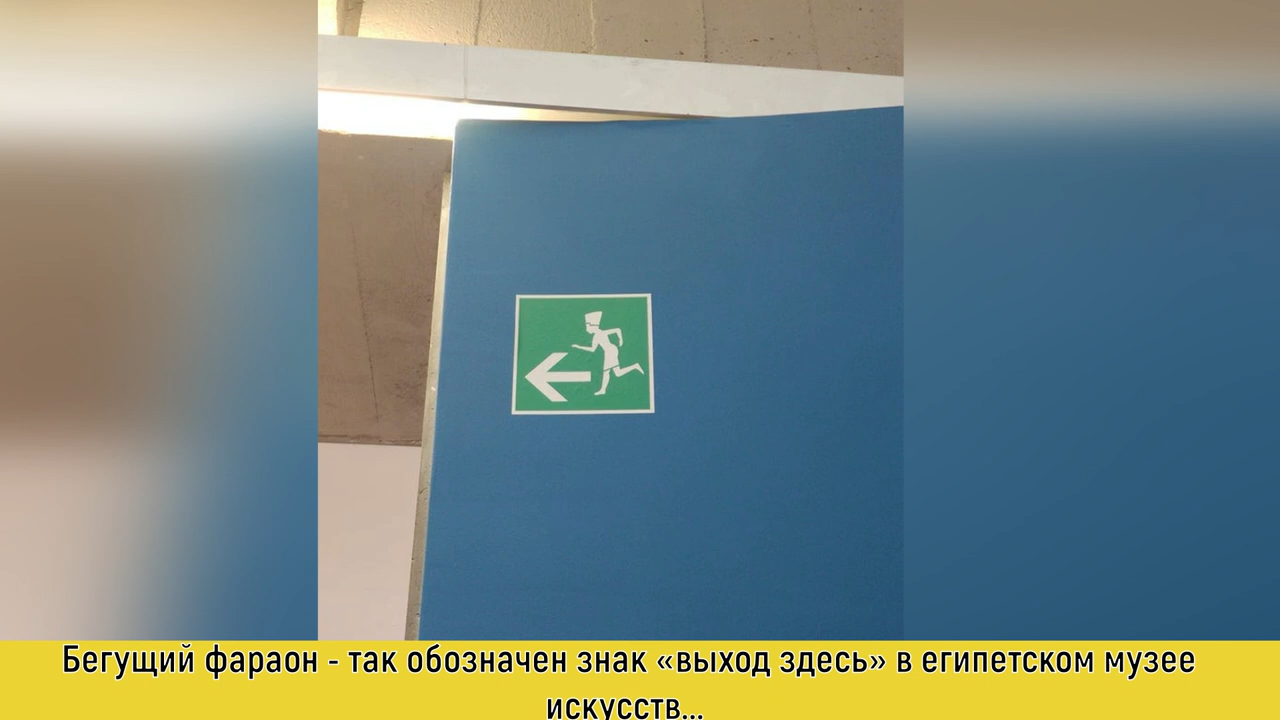 Бегущий фараон - так обозначен знак «выход здесь» в египетском музее
искусств...